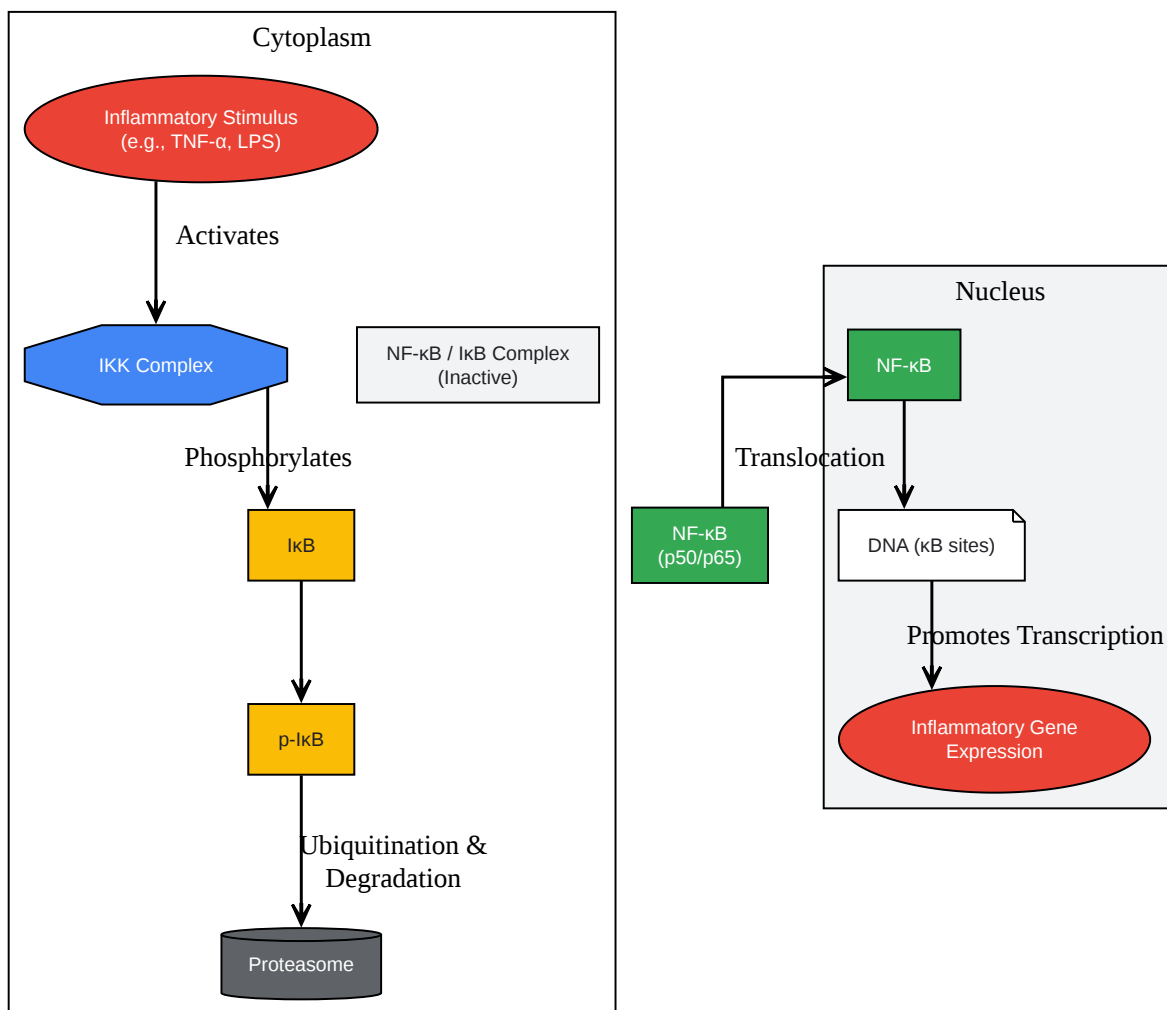 Cytoplasm
Inflammatory Stimulus
(e.g., TNF-α, LPS)
Activates
IKK Complex
NF-κB / IκB Complex
(Inactive)
Phosphorylates
IκB
p-IκB
Ubiquitination &
Degradation
Proteasome
NF-κB
(p50/p65)
Translocation
Nucleus
NF-κB
DNA (κB sites)
Promotes Transcription
Inflammatory Gene
Expression